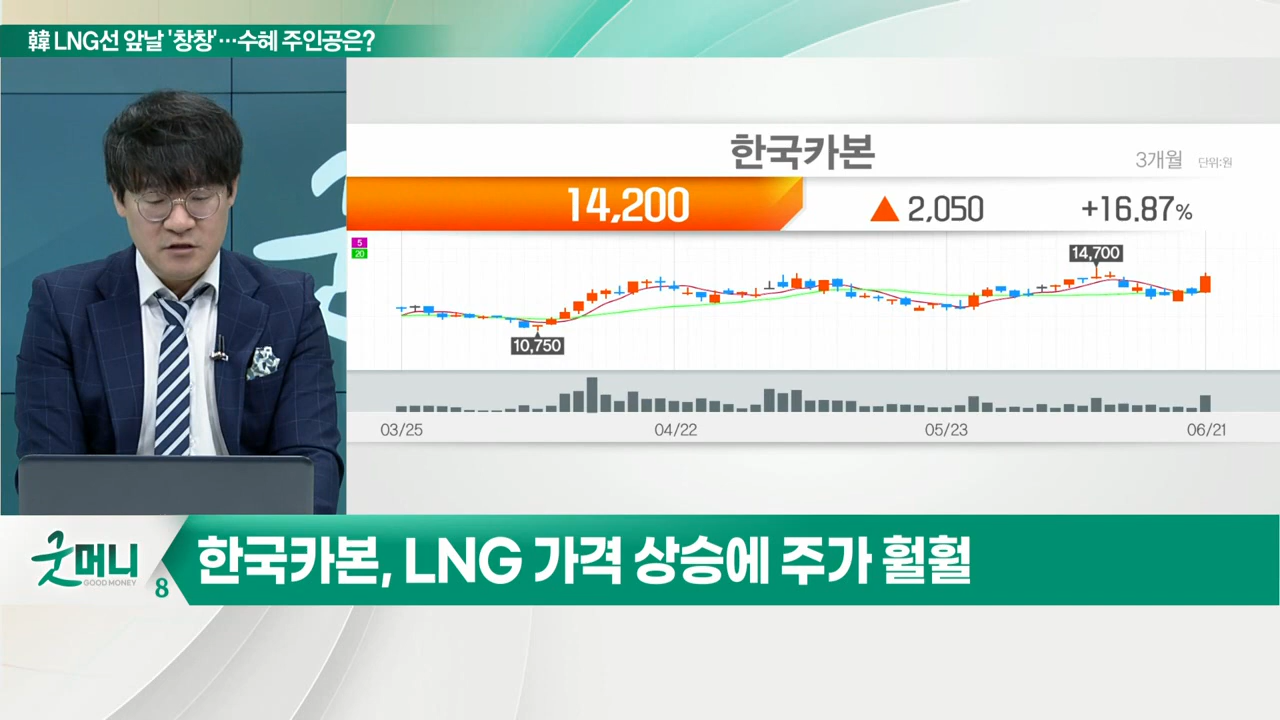 韓 LNG선 앞날 '창창'…수혜 주인공은?
한국카본
3개월 단위:원
14,200 ▲ 2,050 +16.87%
5
20
14,700
10,750
03/25 04/22 05/23 06/21
굿머니
GOOD MONEY
8
한국카본, LNG 가격 상승에 주가 훨훨